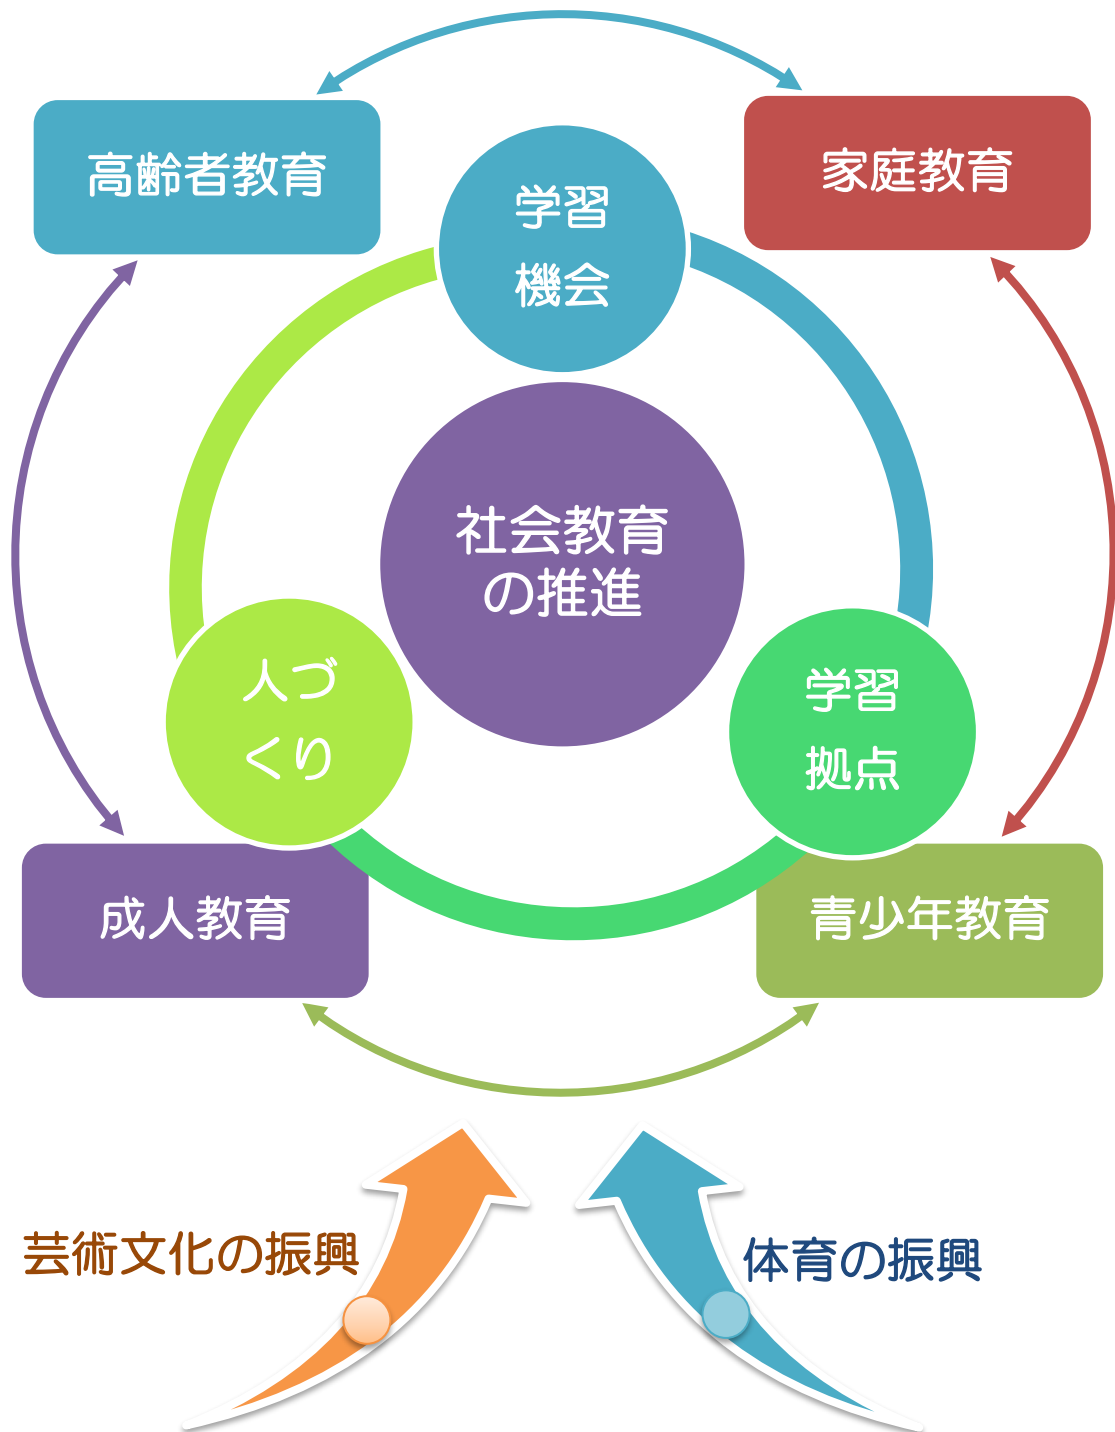 高齢者教育
家庭教育
学習
機会
社会教育
の推進
人づ
くり
学習
拠点
成人教育
青少年教育
芸術文化の振興
体育の振興